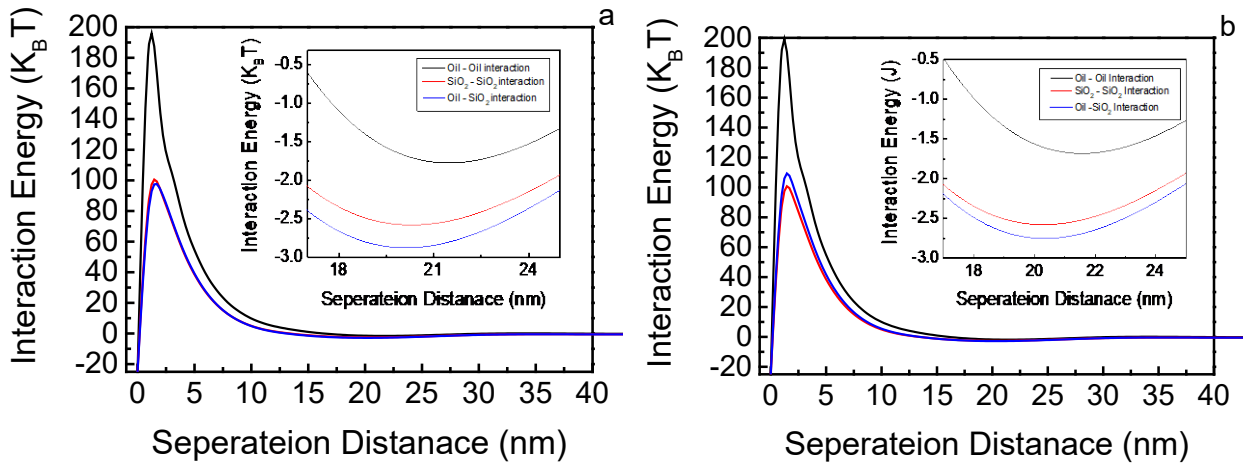 a
Interaction Energy (K_BT)
200
180
160
140
120
100
80
60
40
20
0
-20
0 5 10 15 20 25 30 35 40
Seperateion Distanace (nm)
Interaction Energy (K_BT)
-0.5
-1.0
-1.5
-2.0
-2.5
-3.0
18 21 24
Seperateion Distanace (nm)
Oil - Oil interaction
SiO₂ - SiO₂ interaction
Oil - SiO₂ interaction
b
Interaction Energy (K_BT)
200
180
160
140
120
100
80
60
40
20
0
-20
0 5 10 15 20 25 30 35 40
Seperateion Distanace (nm)
Interaction Energy (J)
-0.5
-1.0
-1.5
-2.0
-2.5
-3.0
18 20 22 24
Seperateion Distanace (nm)
Oil - Oil Interaction
SiO₂ - SiO₂ Interaction
Oil -SiO₂ Interaction